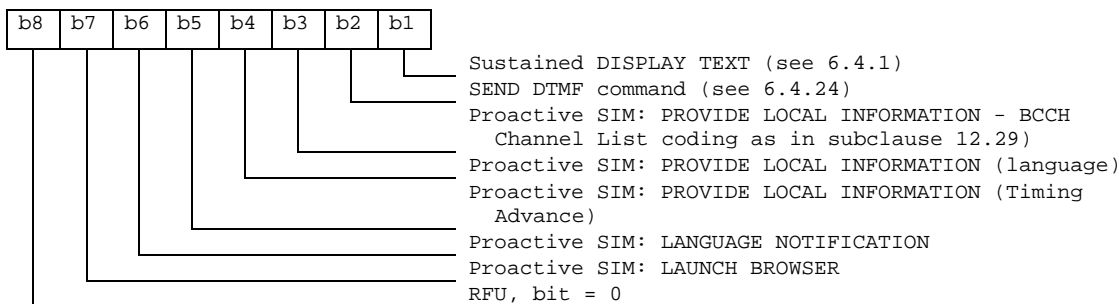 b8 b7 b6 b5 b4 b3 b2 b1
Sustained DISPLAY TEXT (see 6.4.1)
SEND DTMF command (see 6.4.24)
Proactive SIM: PROVIDE LOCAL INFORMATION - BCCH
Channel List coding as in subclause 12.29)
Proactive SIM: PROVIDE LOCAL INFORMATION (language)
Proactive SIM: PROVIDE LOCAL INFORMATION (Timing
Advance)
Proactive SIM: LANGUAGE NOTIFICATION
Proactive SIM: LAUNCH BROWSER
RFU, bit = 0